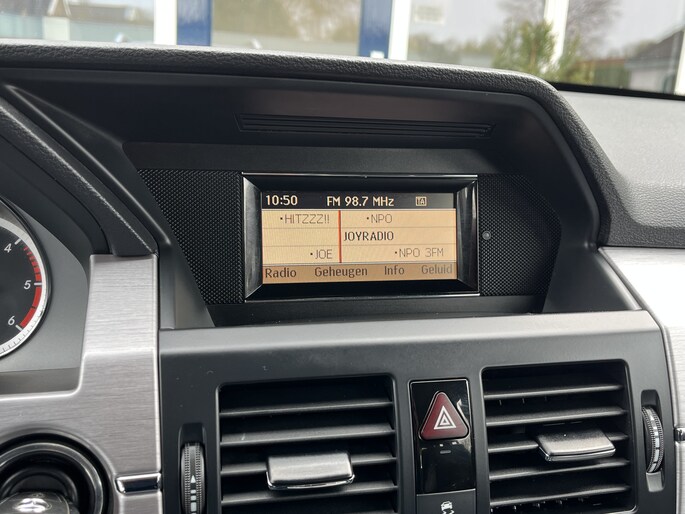 10:50 FM 98.7 MHz TA
•HITZZZ!! •NPO
JOYRADIO
•JOE •NPO 3FM
Radio Geheugen Info Geluid
4
5
6